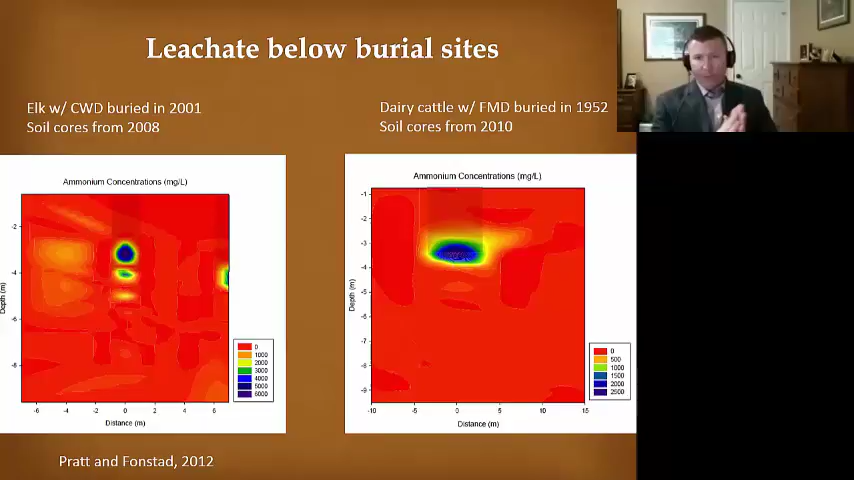 Leachate below burial sites
Elk w/ CWD buried in 2001
Soil cores from 2008
Dairy cattle w/ FMD buried in 1952
Soil cores from 2010
Ammonium Concentrations (mg/L)
-2
-4
-6
-8
Depth (m)
-6 -4 -2 0 2 4 6
Distance (m)
0
1000
2000
3000
4000
5000
6000
Ammonium Concentrations (mg/L)
-1
-2
-3
-4
-5
-6
-7
-8
-9
Depth (m)
-10 -5 0 5 10 15
Distance (m)
0
500
1000
1500
2000
2500
Pratt and Fonstad, 2012